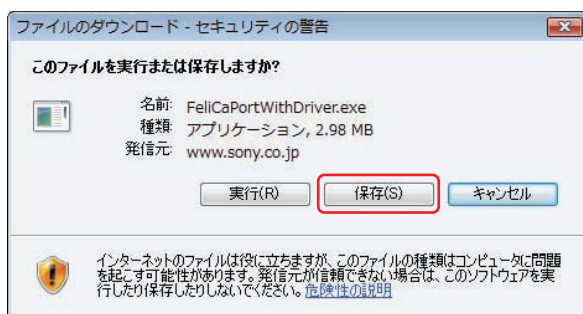 ファイルのダウンロード - セキュリティの警告
このファイルを実行または保存しますか?
名前: FeliCaPortWithDriver.exe
種類: アプリケーション, 2.98 MB
発信元: www.sony.co.jp
実行(R) 保存(S) キャンセル
インターネットのファイルは役に立ちますが、このファイルの種類はコンピュータに問題
を起こす可能性があります。発信元が信頼できない場合は、このソフトウェアを実
行したり保存したりしないでください。危険性の説明